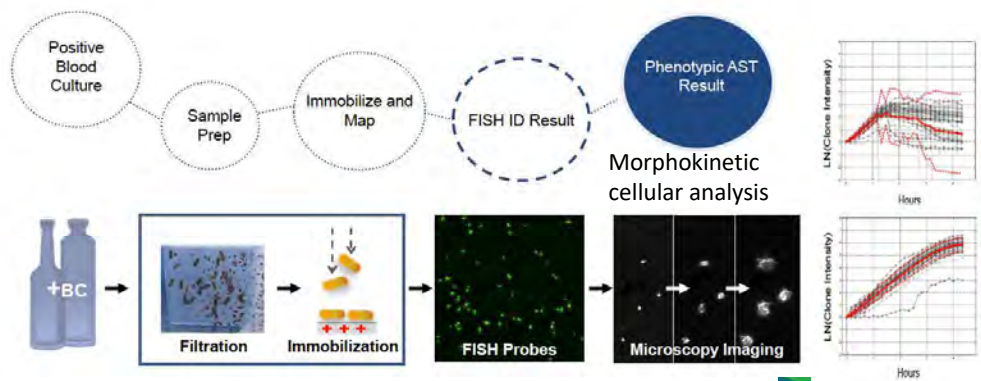 Positive
Blood
Culture
Sample
Prep
Immobilize and
Map
FISH ID Result
Phenotypic AST
Result
Morphokinetic
cellular analysis
LN(Clone Intensity)
Hours
+BC
Filtration
+ + +
Immobilization
FISH Probes
Microscopy Imaging
LN(Clone Intensity)
Hours